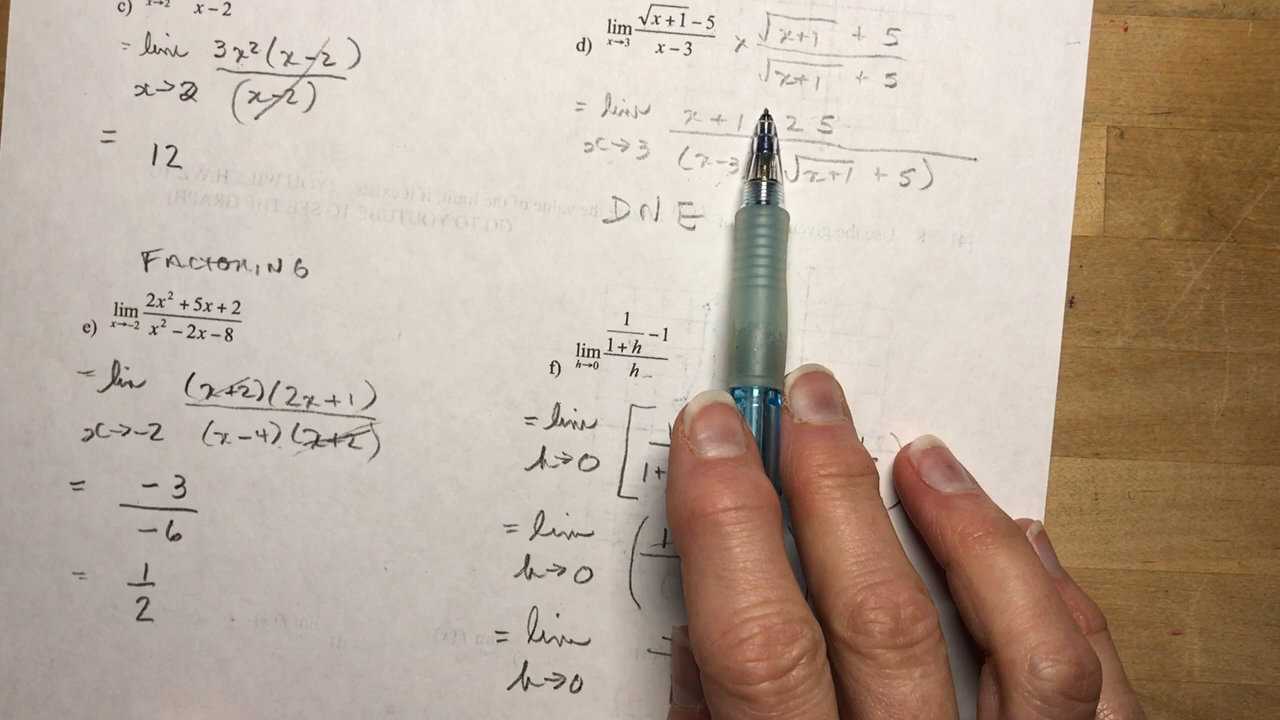 c) x→2 x-2
= lim 3x²(x-2)
x→2 (x-2)
= 12
FACTORING
e) lim x→-2 2x² + 5x + 2
x² - 2x - 8
= lim (x+2)(2x+1)
x→-2 (x-4)(x+2)
= -3
-6
= 1
2
d) lim x→3 √x+1 - 5
x - 3
× √x+1 + 5
√x+1 + 5
= lim x+1 25
x→3 (x-3 √x+1 + 5)
DNE
f) lim h→0 1
1+h -1
h
= lim
h→0 [ 1+
= lim
h→0 (
= lim
h→0